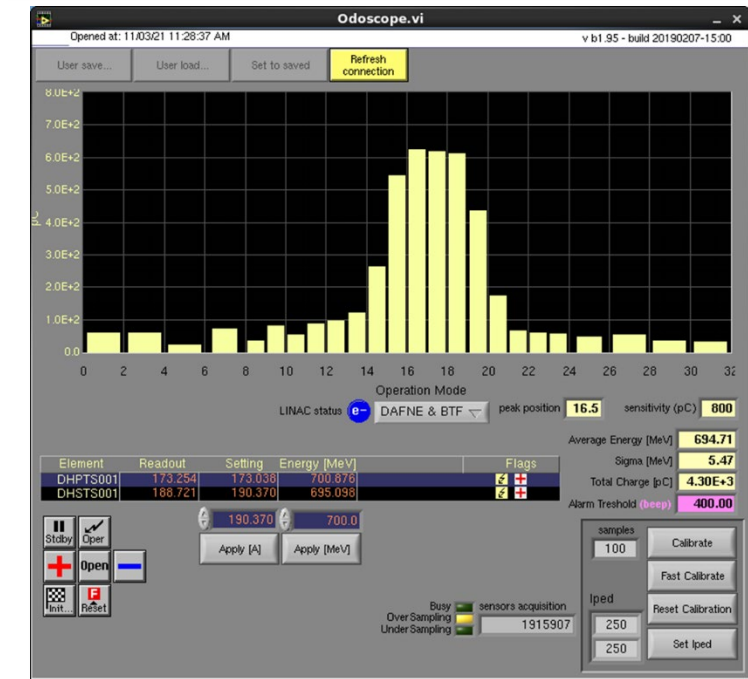 Odoscope.vi
Opened at: 11/03/21 11:28:37 AM
v b1.95 - build 20190207-15:00
User save...
User load...
Set to saved
Refresh connection
8.0E+2
7.0E+2
6.0E+2
5.0E+2
pC
4.0E+2
3.0E+2
2.0E+2
1.0E+2
0.0
0 2 4 6 8 10 12 14 16 18 20 22 24 26 28 30 32
Operation Mode
LINAC status e- DAFNE & BTF peak position 16.5 sensitivity (pC) 800
Average Energy [MeV] 694.71
Sigma [MeV] 5.47
Total Charge [pC] 4.30E+3
Alarm Treshold (beep) 400.00
Element Readout Setting Energy [MeV] Flags
DHPTS001 173.254 173.038 700.876
DHSTS001 188.721 190.370 695.098
190.370 700.0
Apply [A] Apply [MeV]
Stdby Oper
Open
Init... Reset
samples
100
Calibrate
Fast Calibrate
Iped
250
250
Reset Calibration
Set Iped
Busy
Over Sampling
Under Sampling
sensors acquisition
1915907